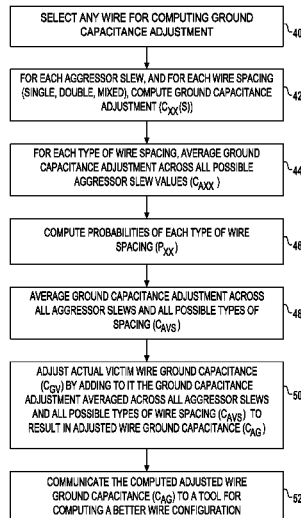 SELECT ANY WIRE FOR COMPUTING GROUND
CAPACITANCE ADJUSTMENT
40
FOR EACH AGGRESSOR SLEW, AND FOR EACH WIRE SPACING
(SINGLE, DOUBLE, MIXED), COMPUTE GROUND CAPACITANCE
ADJUSTMENT (CXX(S))
42
FOR EACH TYPE OF WIRE SPACING, AVERAGE GROUND
CAPACITANCE ADJUSTMENT ACROSS ALL POSSIBLE
AGGRESSOR SLEW VALUES (CAXX)
44
COMPUTE PROBABILITIES OF EACH TYPE OF WIRE
SPACING (PXX)
46
AVERAGE GROUND CAPACITANCE ADJUSTMENT ACROSS
ALL AGGRESSOR SLEWS AND ALL POSSIBLE TYPES OF
SPACING (CAVS)
48
ADJUST ACTUAL VICTIM WIRE GROUND CAPACITANCE
(CGV) BY ADDING TO IT THE GROUND CAPACITANCE
ADJUSTMENT AVERAGED ACROSS ALL AGGRESSOR SLEWS
AND ALL POSSIBLE TYPES OF WIRE SPACING (CAVS) TO
RESULT IN ADJUSTED WIRE GROUND CAPACITANCE (CAG)
50
COMMUNICATE THE COMPUTED ADJUSTED WIRE
GROUND CAPACITANCE (CAG) TO A TOOL FOR
COMPUTING A BETTER WIRE CONFIGURATION
52